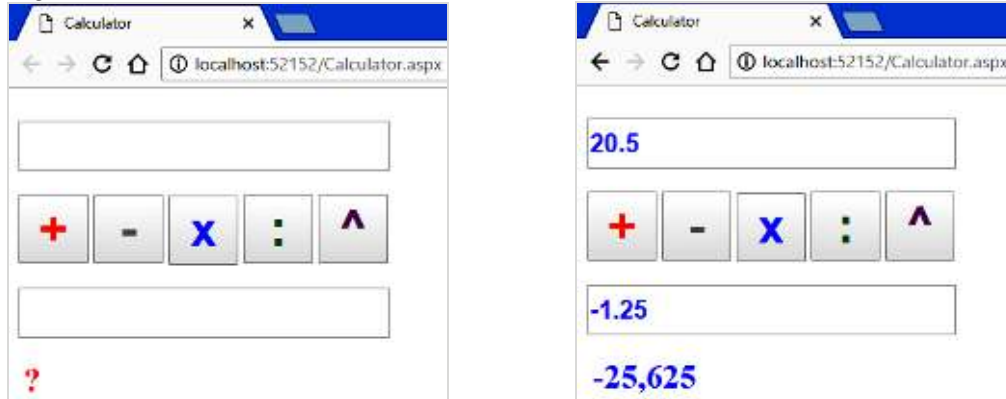 Calculator
localhost:52152/Calculator.aspx
+ - x : ^
?
Calculator
localhost:52152/Calculator.aspx
20.5
+ - x : ^
-1.25
-25,625